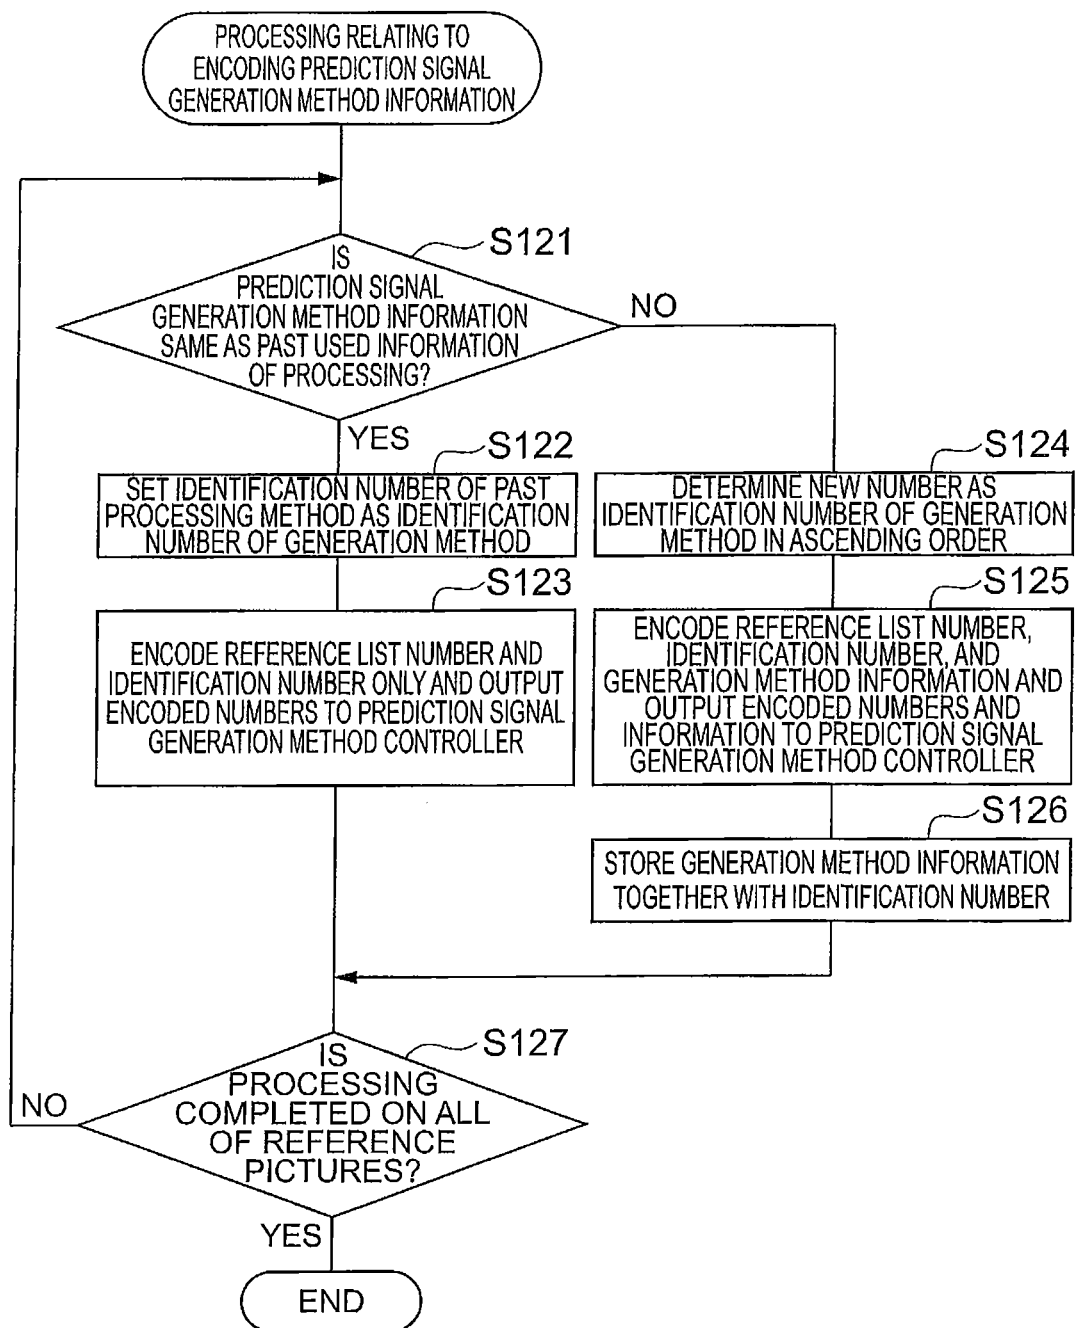 PROCESSING RELATING TO
ENCODING PREDICTION SIGNAL
GENERATION METHOD INFORMATION
S121
IS
PREDICTION SIGNAL
GENERATION METHOD INFORMATION
SAME AS PAST USED INFORMATION
OF PROCESSING?
NO
YES
S122
SET IDENTIFICATION NUMBER OF PAST
PROCESSING METHOD AS IDENTIFICATION
NUMBER OF GENERATION METHOD
S123
ENCODE REFERENCE LIST NUMBER AND
IDENTIFICATION NUMBER ONLY AND OUTPUT
ENCODED NUMBERS TO PREDICTION SIGNAL
GENERATION METHOD CONTROLLER
S124
DETERMINE NEW NUMBER AS
IDENTIFICATION NUMBER OF GENERATION
METHOD IN ASCENDING ORDER
S125
ENCODE REFERENCE LIST NUMBER,
IDENTIFICATION NUMBER, AND
GENERATION METHOD INFORMATION AND
OUTPUT ENCODED NUMBERS AND
INFORMATION TO PREDICTION SIGNAL
GENERATION METHOD CONTROLLER
S126
STORE GENERATION METHOD INFORMATION
TOGETHER WITH IDENTIFICATION NUMBER
S127
IS
PROCESSING
COMPLETED ON ALL
OF REFERENCE
PICTURES?
NO
YES
END